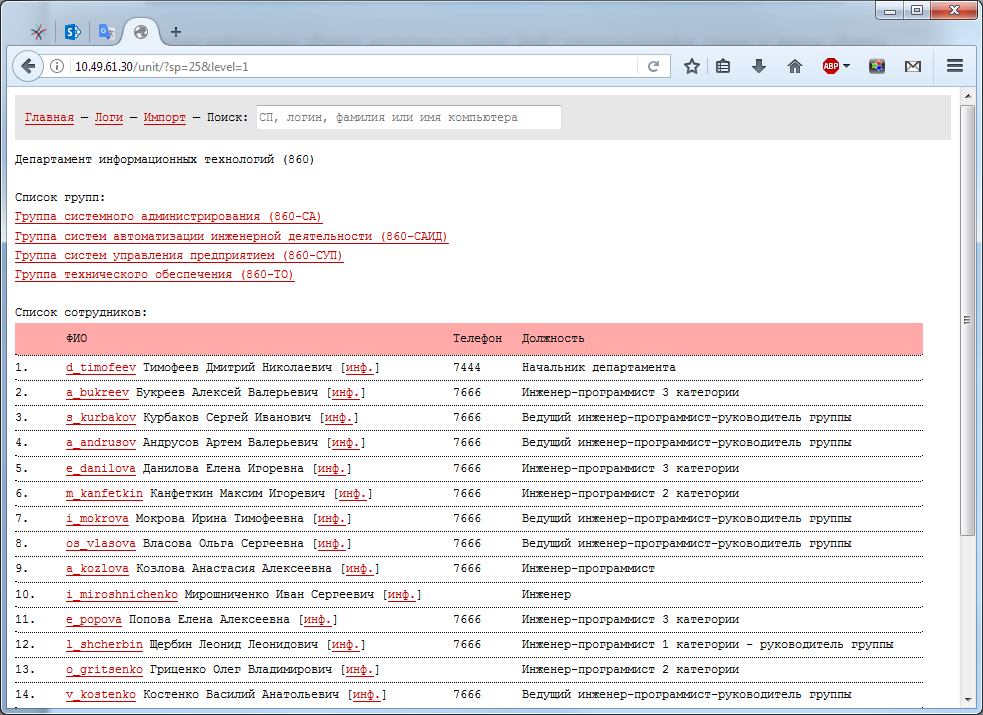 10.49.61.30/unit/?sp=25&level=1
ABP
Главная — Логи — Импорт — Поиск: СП, логин, фамилия или имя компьютера
Департамент информационных технологий (860)
Список групп:
Группа системного администрирования (860-СА)
Группа систем автоматизации инженерной деятельности (860-САИД)
Группа систем управления предприятием (860-СУП)
Группа технического обеспечения (860-ТО)
Список сотрудников:
ФИО Телефон Должность
1. d_timofeev Тимофеев Дмитрий Николаевич [инф.] 7444 Начальник департамента
2. a_bukreev Букреев Алексей Валерьевич [инф.] 7666 Инженер-программист 3 категории
3. s_kurbakov Курбаков Сергей Иванович [инф.] 7666 Ведущий инженер-программист-руководитель группы
4. a_andrusov Андрусов Артем Валерьевич [инф.] 7666 Ведущий инженер-программист-руководитель группы
5. e_danilova Данилова Елена Игоревна [инф.] 7666 Инженер-программист 3 категории
6. m_kanfetkin Канфеткин Максим Игоревич [инф.] 7666 Инженер-программист 2 категории
7. i_mokrova Мокрова Ирина Тимофеевна [инф.] 7666 Ведущий инженер-программист-руководитель группы
8. os_vlasova Власова Ольга Сергеевна [инф.] 7666 Ведущий инженер-программист-руководитель группы
9. a_kozlova Козлова Анастасия Алексеевна [инф.] 7666 Инженер-программист
10. i_miroshnichenko Мирошниченко Иван Сергеевич [инф.] Инженер
11. e_popova Попова Елена Алексеевна [инф.] 7666 Инженер-программист 3 категории
12. l_shcherbin Щербин Леонид Леонидович [инф.] 7666 Инженер-программист 1 категории - руководитель группы
13. o_gritsenko Гриценко Олег Владимирович [инф.] Инженер-программист 2 категории
14. v_kostenko Костенко Василий Анатольевич [инф.] 7666 Ведущий инженер-программист-руководитель группы